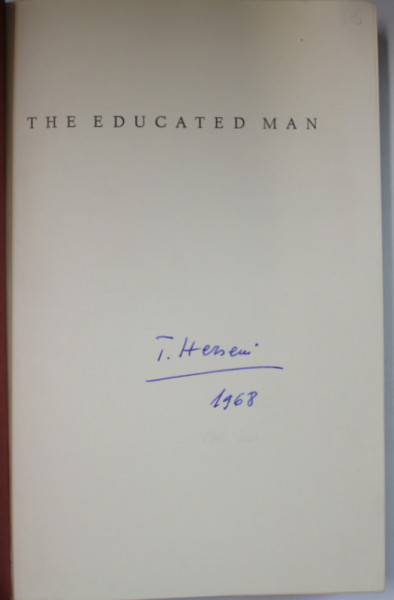 THE EDUCATED MAN
T. Herseni
1968